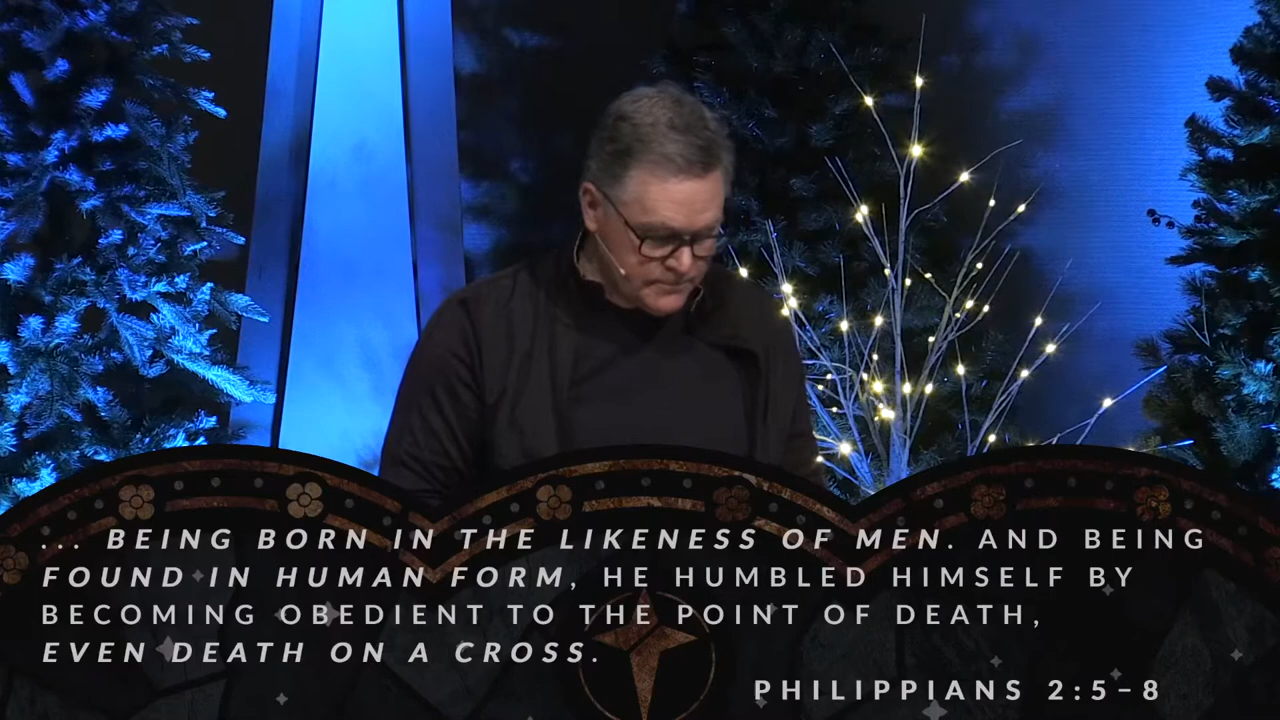 ... BEING BORN IN THE LIKENESS OF MEN. AND BEING
FOUND IN HUMAN FORM, HE HUMBLED HIMSELF BY
BECOMING OBEDIENT TO THE POINT OF DEATH,
EVEN DEATH ON A CROSS.
PHILIPPIANS 2:5–8